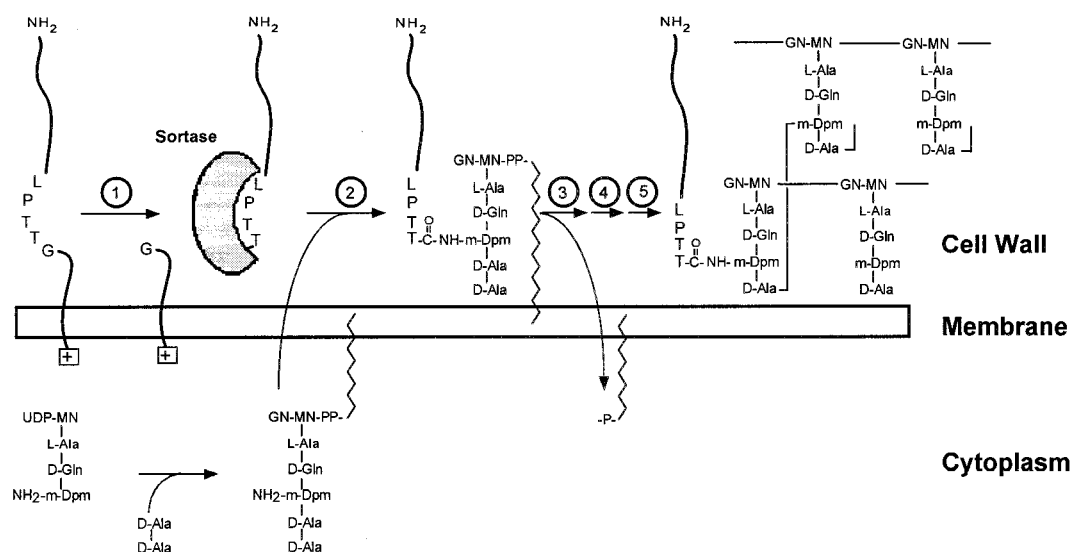 NH2
NH2
NH2
NH2
GN-MN
GN-MN
L-Ala
L-Ala
D-Gln
D-Gln
m-Dpm
m-Dpm
D-Ala
D-Ala
Sortase
L
P
T
T
G
1
G
L
P
T
T
2
L
P
T
T-C-NH-m-Dpm
O
GN-MN-PP-
L-Ala
D-Gln
D-Ala
D-Ala
3
4
5
L
P
T
T-C-NH-m-Dpm
O
GN-MN
GN-MN
L-Ala
L-Ala
D-Gln
D-Gln
m-Dpm
D-Ala
D-Ala
Cell Wall
Membrane
+
+
UDP-MN
L-Ala
D-Gln
NH2-m-Dpm
D-Ala
D-Ala
GN-MN-PP-
L-Ala
D-Gln
NH2-m-Dpm
D-Ala
D-Ala
-P-
Cytoplasm